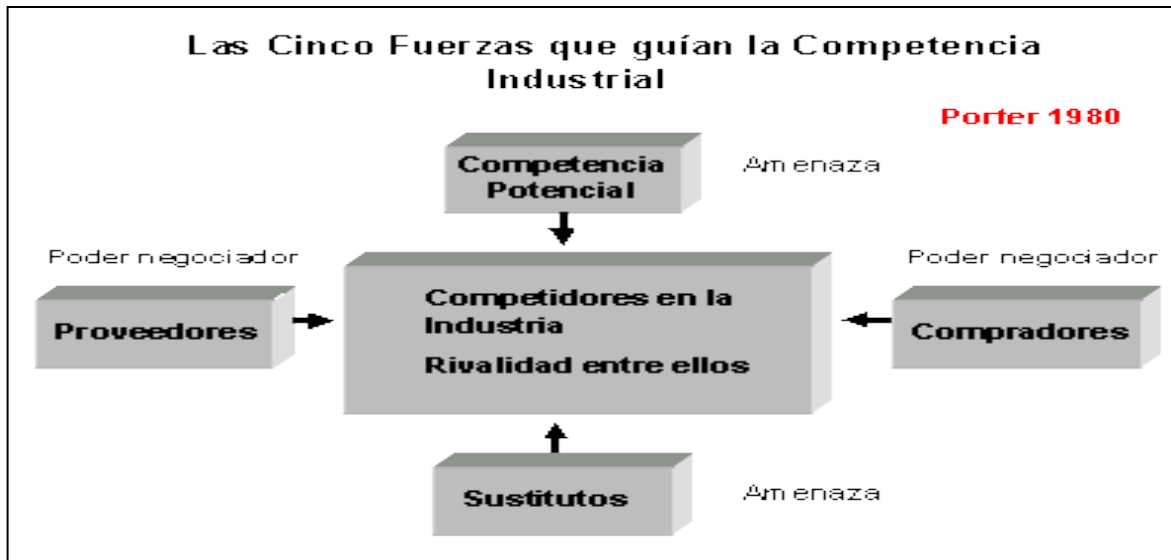 Las Cinco Fuerzas que guían la Competencia
Industrial
Porter 1980
Competencia
Potencial
Amenaza
Poder negociador
Proveedores
Competidores en la
Industria
Rivalidad entre ellos
Poder negociador
Compradores
Sustitutos
Amenaza